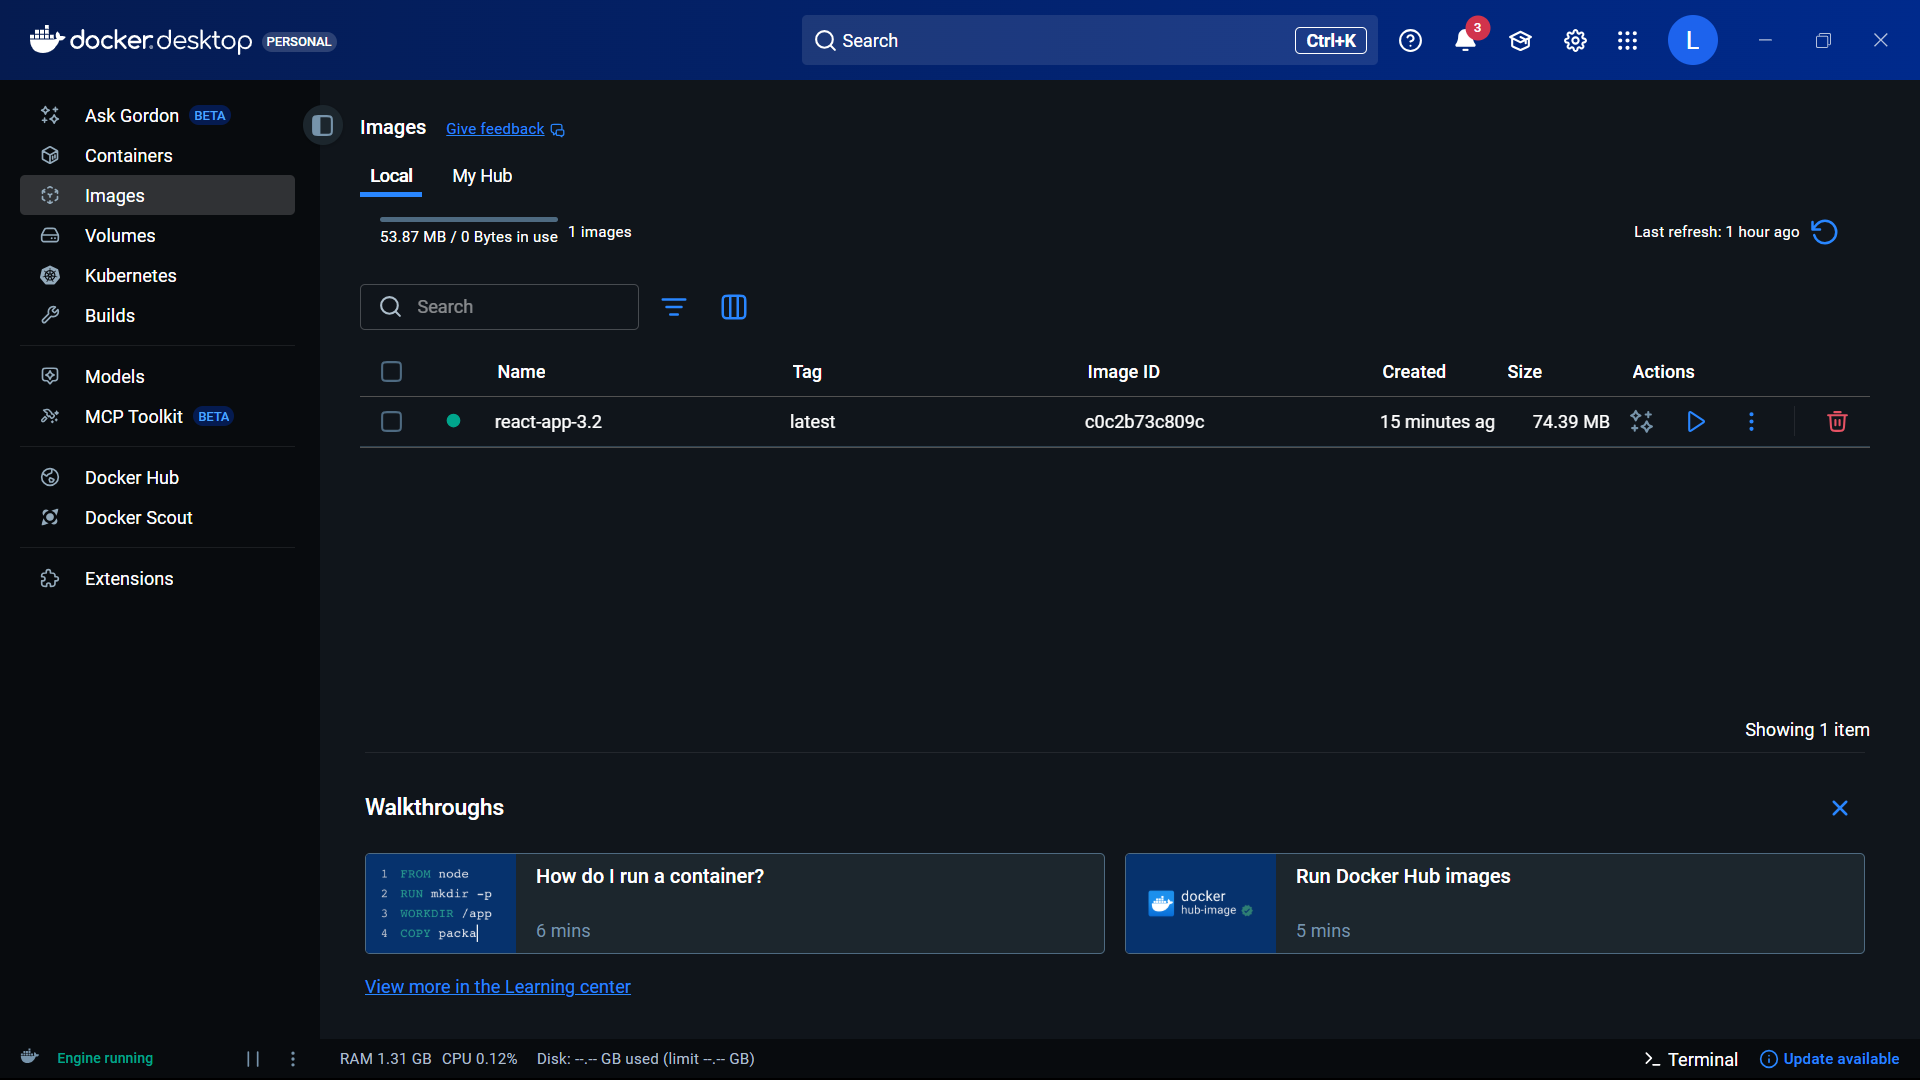 docker.desktop PERSONAL
Search Ctrl+K
3
L
Ask Gordon BETA
Containers
Images
Volumes
Kubernetes
Builds
Models
MCP Toolkit BETA
Docker Hub
Docker Scout
Extensions
Images Give feedback
Local My Hub
53.87 MB / 0 Bytes in use 1 images
Last refresh: 1 hour ago
Search
Name Tag Image ID Created Size Actions
react-app-3.2 latest c0c2b73c809c 15 minutes ag 74.39 MB
Showing 1 item
Walkthroughs
1 FROM node
2 RUN mkdir -p
3 WORKDIR /app
4 COPY packa
How do I run a container?
6 mins
docker
hub-image
Run Docker Hub images
5 mins
View more in the Learning center
Engine running
RAM 1.31 GB CPU 0.12% Disk: --.-- GB used (limit --.-- GB)
>_ Terminal
Update available